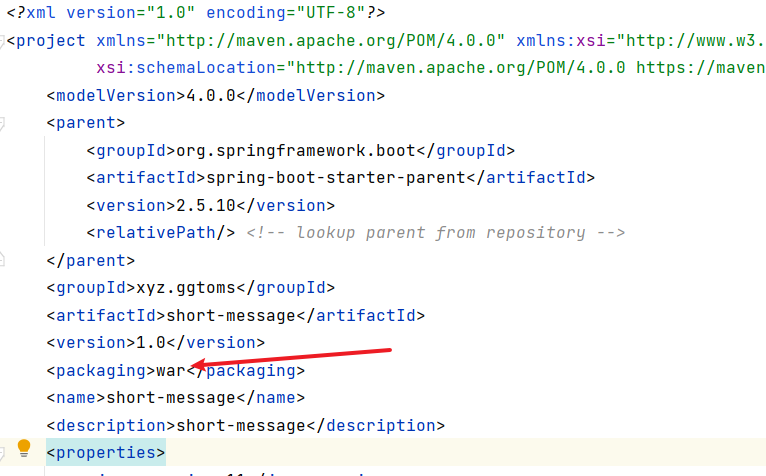 <?xml version="1.0" encoding="UTF-8"?>
<project xmlns="http://maven.apache.org/POM/4.0.0" xmlns:xsi="http://www.w3.
xsi:schemaLocation="http://maven.apache.org/POM/4.0.0 https://maven
<modelVersion>4.0.0</modelVersion>
<parent>
<groupId>org.springframework.boot</groupId>
<artifactId>spring-boot-starter-parent</artifactId>
<version>2.5.10</version>
<relativePath/> <!-- lookup parent from repository -->
</parent>
<groupId>xyz.ggtoms</groupId>
<artifactId>short-message</artifactId>
<version>1.0</version>
<packaging>war</packaging>
<name>short-message</name>
<description>short-message</description>
<properties>